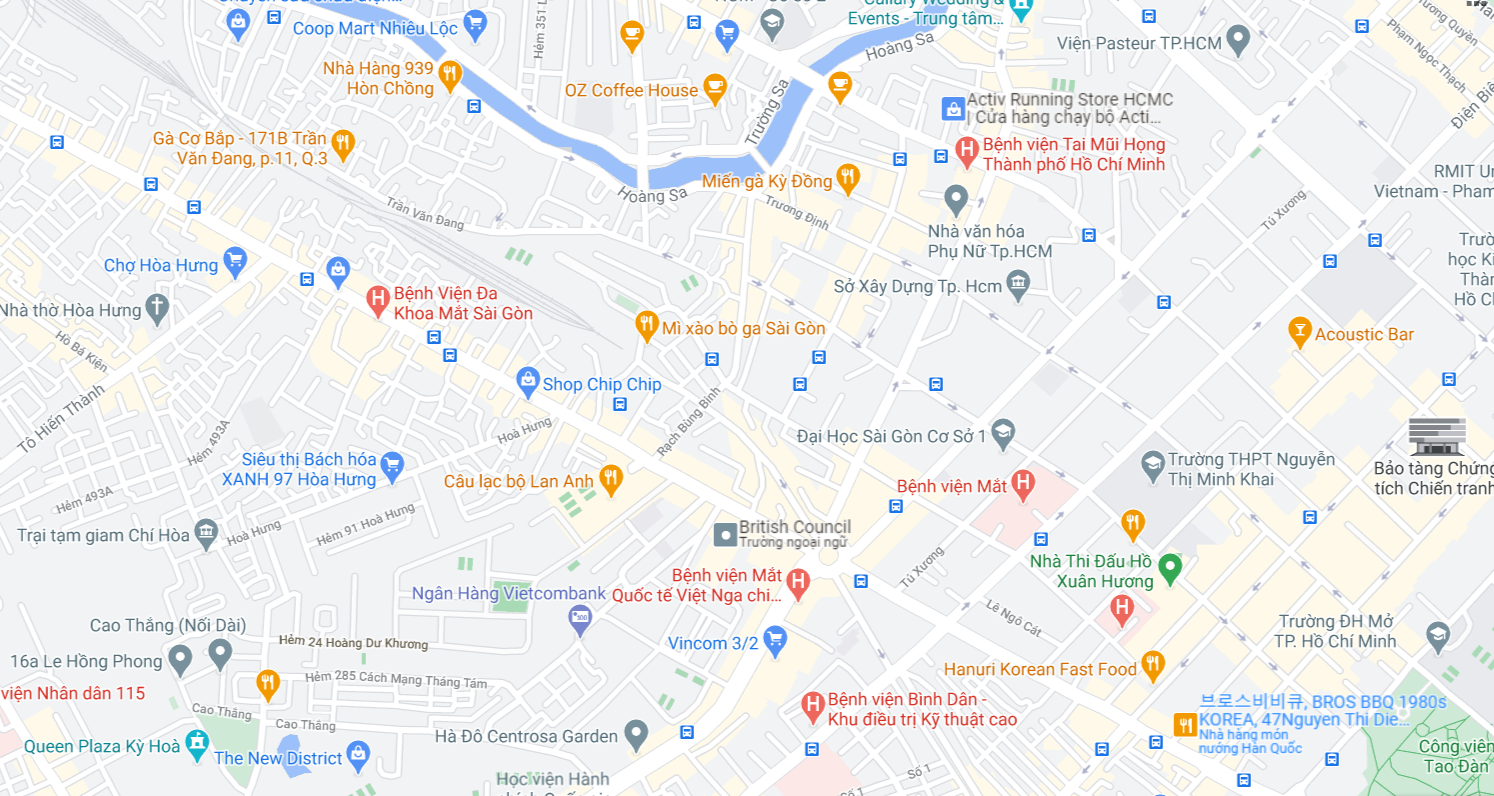 Coop Mart Nhiêu Lộc
Hẻm 351 L
Events - Trung tâm...
Hoàng Sa
Viện Pasteur TP.HCM
Phạm Ngọc Thạch
Điện Biê
Nhà Hàng 939
Hòn Chồng
OZ Coffee House
Trường Sa
Activ Running Store HCMC
| Cửa hàng chạy bộ Acti...
Gà Cơ Bắp - 171B Trần
Văn Đang, p.11, Q.3
Bệnh viện Tai Mũi Họng
Thành phố Hồ Chí Minh
Miến gà Kỳ Đồng
Hoàng Sa
RMIT Un
Vietnam - Pham
Trần Văn Đang
Trương Định
Tú Xương
Nhà văn hóa
Phụ Nữ Tp.HCM
Trườ
học Ki
Thàn
Hồ C
Chợ Hòa Hưng
Sở Xây Dựng Tp. Hcm
Bệnh Viện Đa
Khoa Mắt Sài Gòn
Nhà thờ Hòa Hưng
Mì xào bò ga Sài Gòn
Acoustic Bar
Hồ Bá Kiện
Shop Chip Chip
Tô Hiến Thành
Rạch Bùng Binh
Hoà Hưng
Hẻm 493A
Đại Học Sài Gòn Cơ Sở 1
Siêu thị Bách hóa
XANH 97 Hòa Hưng
Câu lạc bộ Lan Anh
Bệnh viện Mắt
Trường THPT Nguyễn
Thị Minh Khai
Bảo tàng Chứng
tích Chiến tranh
Hẻm 493A
Hẻm 91 Hoà Hưng
Trại tạm giam Chí Hòa
Hoà Hưng
British Council
Trường ngoại ngữ
Tú Xương
Nhà Thi Đấu Hồ
Xuân Hương
Bệnh viện Mắt
Quốc tế Việt Nga chi...
Ngân Hàng Vietcombank
Lê Ngô Cát
Cao Thắng (Nối Dài)
Hẻm 24 Hoàng Dư Khương
Vincom 3/2
Trường ĐH Mở
TP. Hồ Chí Minh
16a Le Hồng Phong
Hẻm 285 Cách Mạng Tháng Tám
Hanuri Korean Fast Food
viện Nhân dân 115
Cao Thắng
Cao Thắng
Bệnh viện Bình Dân -
Khu điều trị Kỹ thuật cao
브로스비비큐, BROS BBQ 1980s
KOREA, 47Nguyen Thi Die...
Nhà hàng món
nướng Hàn Quốc
Queen Plaza Kỳ Hoà
The New District
Hà Đô Centrosa Garden
Công viên
Tao Đàn
Học viện Hành
Số 1